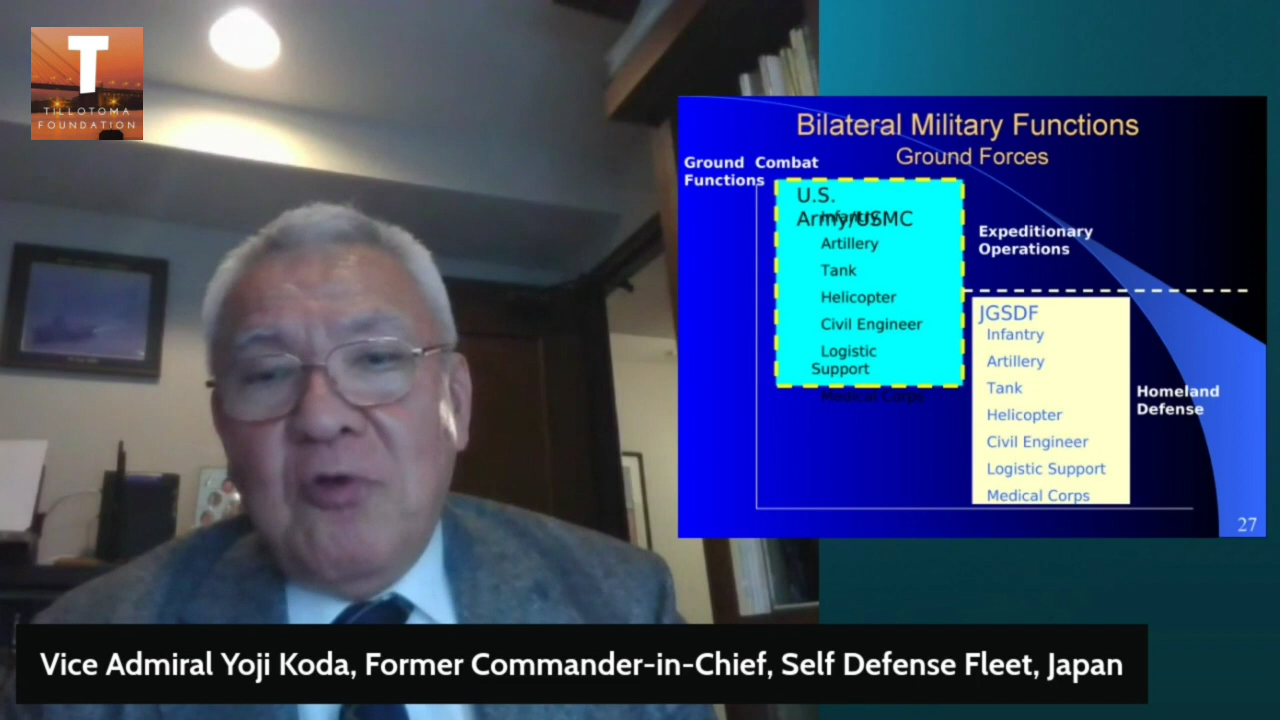 T
TILLOTOMA
FOUNDATION
Bilateral Military Functions
Ground Forces
Ground Combat
Functions
U.S.
Army/USMC
Infantry
Artillery
Tank
Helicopter
Civil Engineer
Logistic
Support
Medical Corps
Expeditionary
Operations
JGSDF
Infantry
Artillery
Tank
Helicopter
Civil Engineer
Logistic Support
Medical Corps
Homeland
Defense
27
Vice Admiral Yoji Koda, Former Commander-in-Chief, Self Defense Fleet, Japan